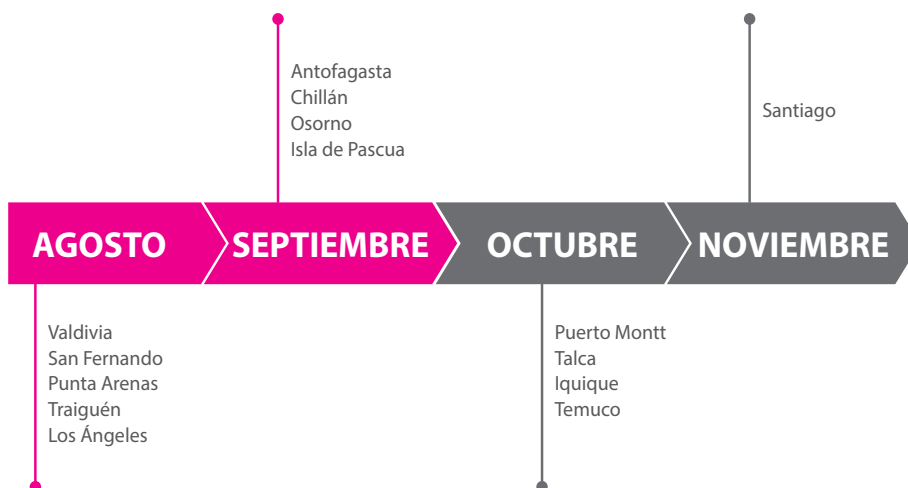 Antofagasta
Chillán
Osorno
Isla de Pascua
Santiago
AGOSTO
SEPTIEMBRE
OCTUBRE
NOVIEMBRE
Valdivia
San Fernando
Punta Arenas
Traiguén
Los Ángeles
Puerto Montt
Talca
Iquique
Temuco